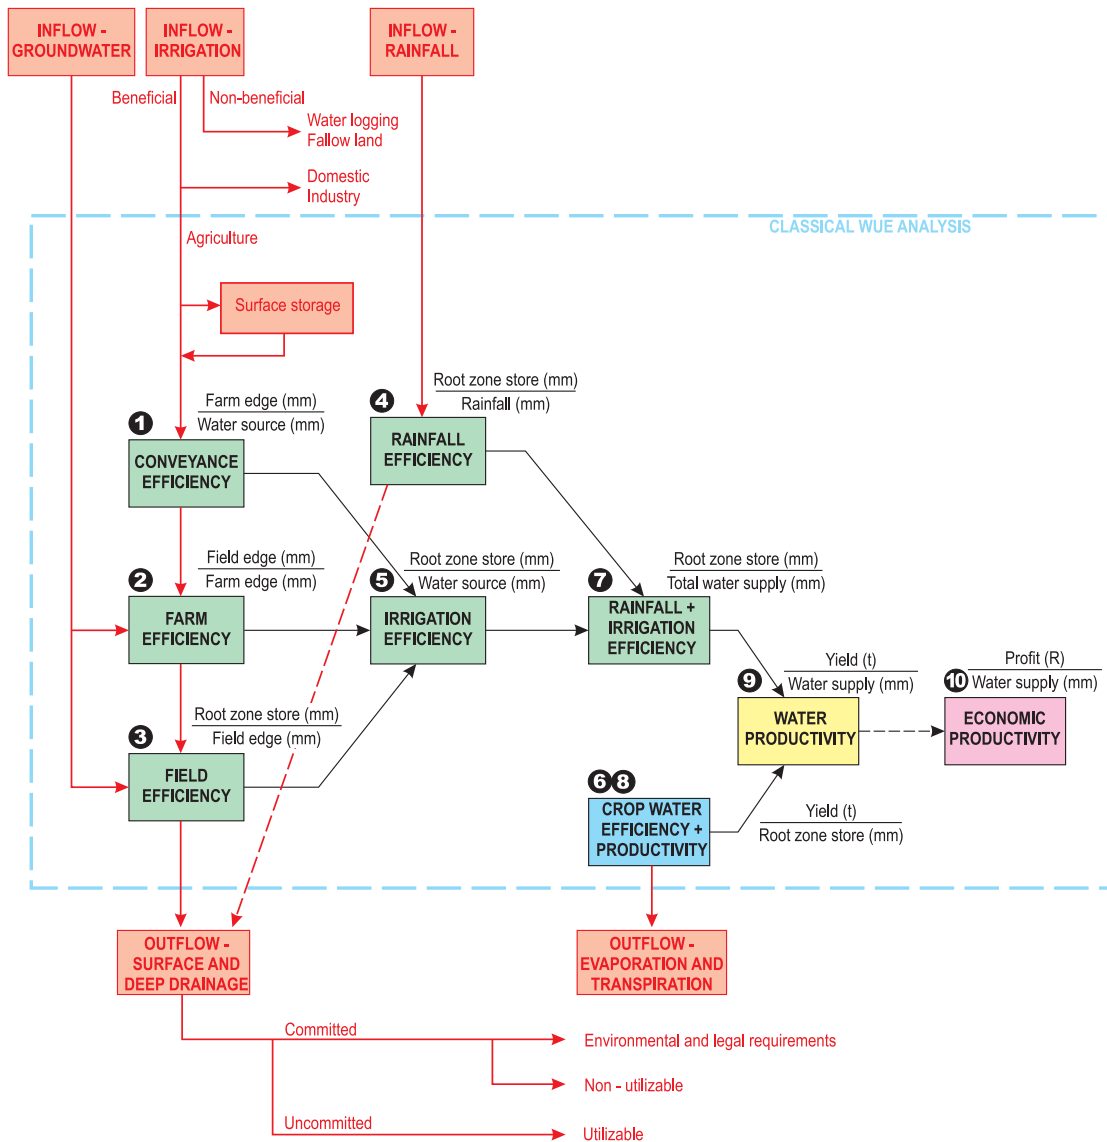 INFLOW -
GROUNDWATER
INFLOW -
IRRIGATION
INFLOW -
RAINFALL
Beneficial
Non-beneficial
Water logging
Fallow land
Domestic
Industry
CLASSICAL WUE ANALYSIS
Agriculture
Surface storage
Farm edge (mm)
Water source (mm)
1
CONVEYANCE
EFFICIENCY
Root zone store (mm)
Rainfall (mm)
4
RAINFALL
EFFICIENCY
Field edge (mm)
Farm edge (mm)
2
FARM
EFFICIENCY
Root zone store (mm)
Water source (mm)
5
IRRIGATION
EFFICIENCY
Root zone store (mm)
Total water supply (mm)
7
RAINFALL +
IRRIGATION
EFFICIENCY
Root zone store (mm)
Field edge (mm)
3
FIELD
EFFICIENCY
Yield (t)
Water supply (mm)
9
WATER
PRODUCTIVITY
Profit (R)
Water supply (mm)
10
ECONOMIC
PRODUCTIVITY
6 8
CROP WATER
EFFICIENCY +
PRODUCTIVITY
Yield (t)
Root zone store (mm)
OUTFLOW -
SURFACE AND
DEEP DRAINAGE
OUTFLOW -
EVAPORATION AND
TRANSPIRATION
Committed
Environmental and legal requirements
Non - utilizable
Uncommitted
Utilizable